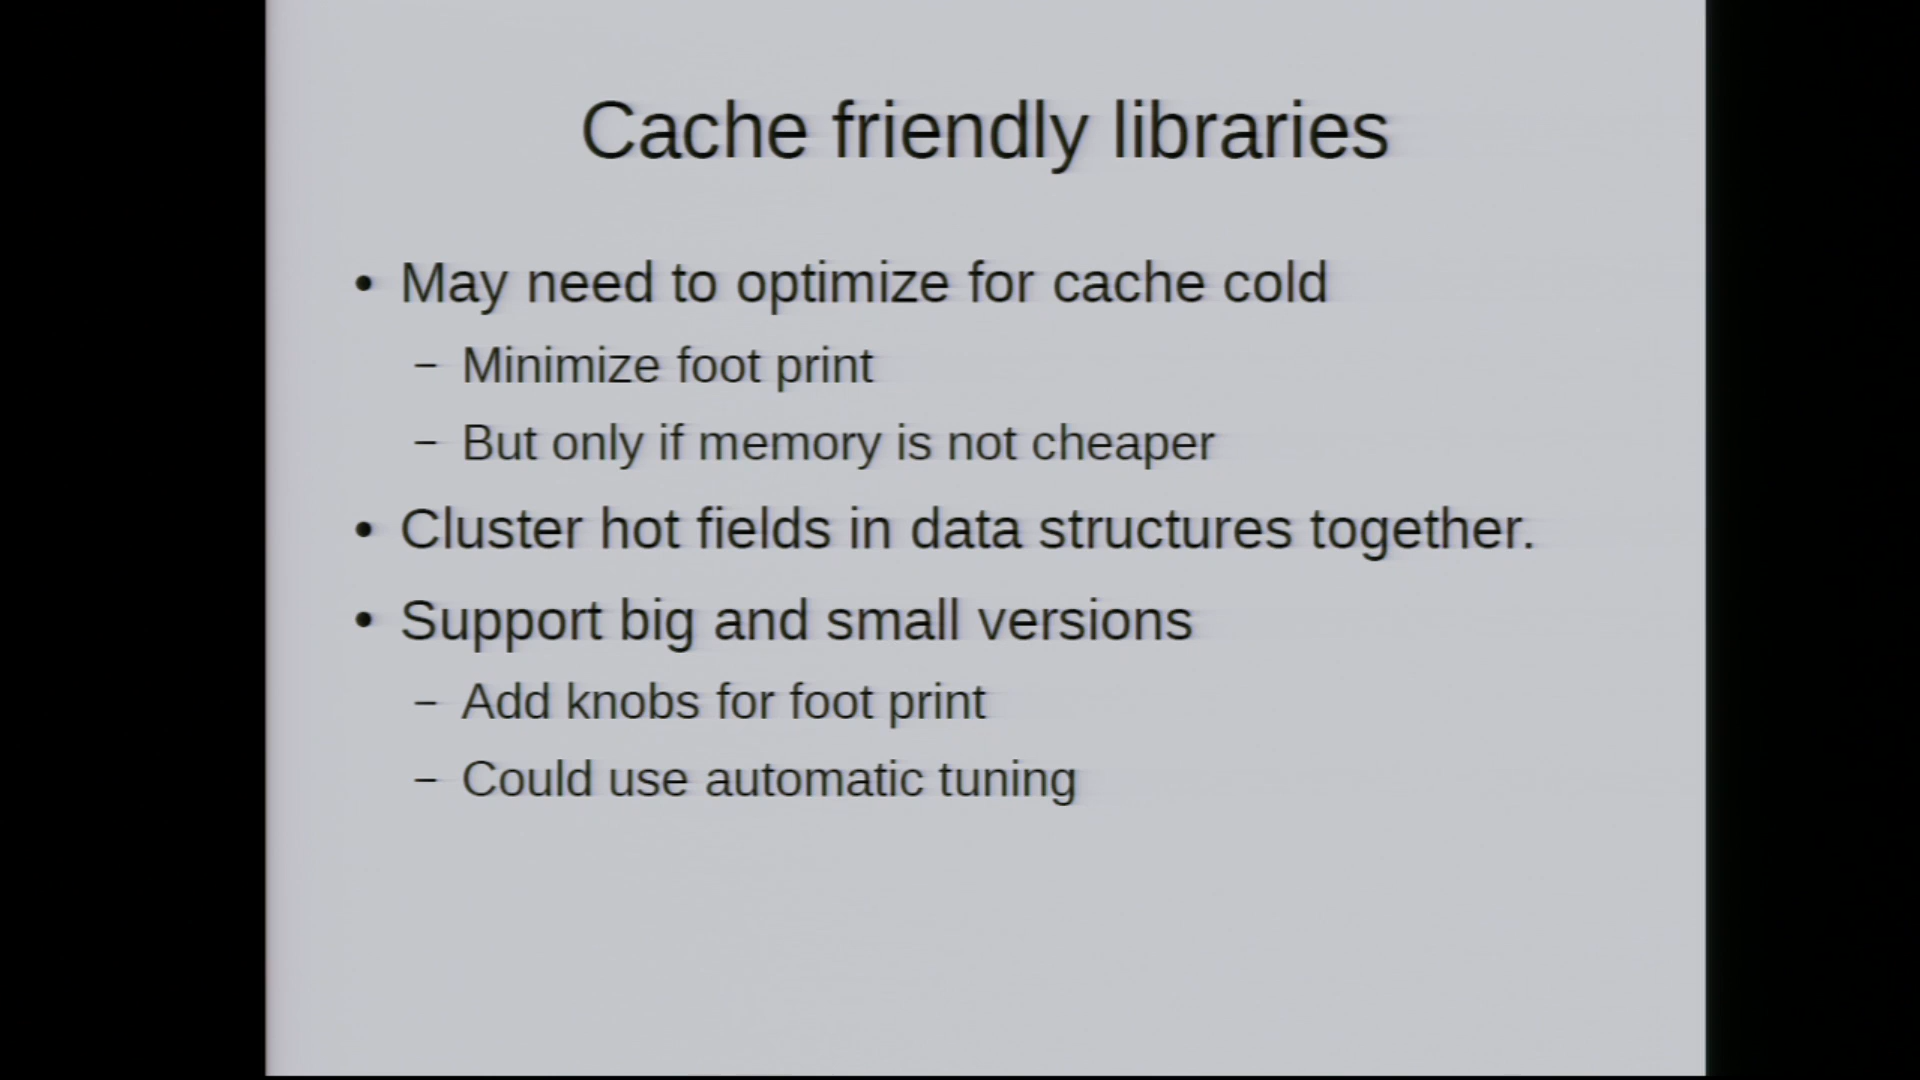 Cache friendly libraries
• May need to optimize for cache cold
– Minimize foot print
– But only if memory is not cheaper
• Cluster hot fields in data structures together.
• Support big and small versions
– Add knobs for foot print
– Could use automatic tuning